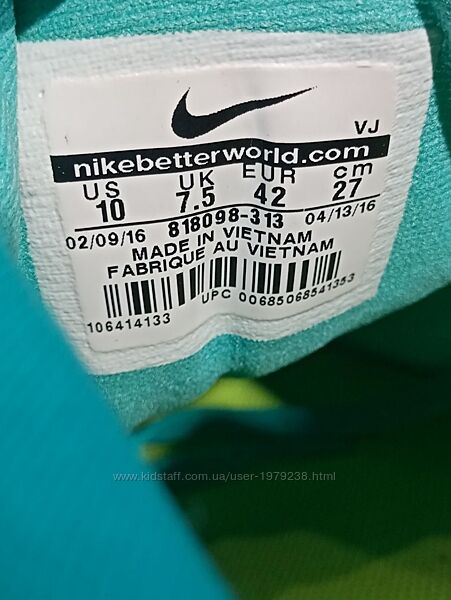 VJ
nikebetterworld.com
US UK EUR cm
10 7.5 42 27
02/09/16 818098-313 04/13/16
MADE IN VIETNAM
FABRIQUE AU VIETNAM
106414133 UPC 00685068541353
www.kidstaff.com.ua/user-1979238.html